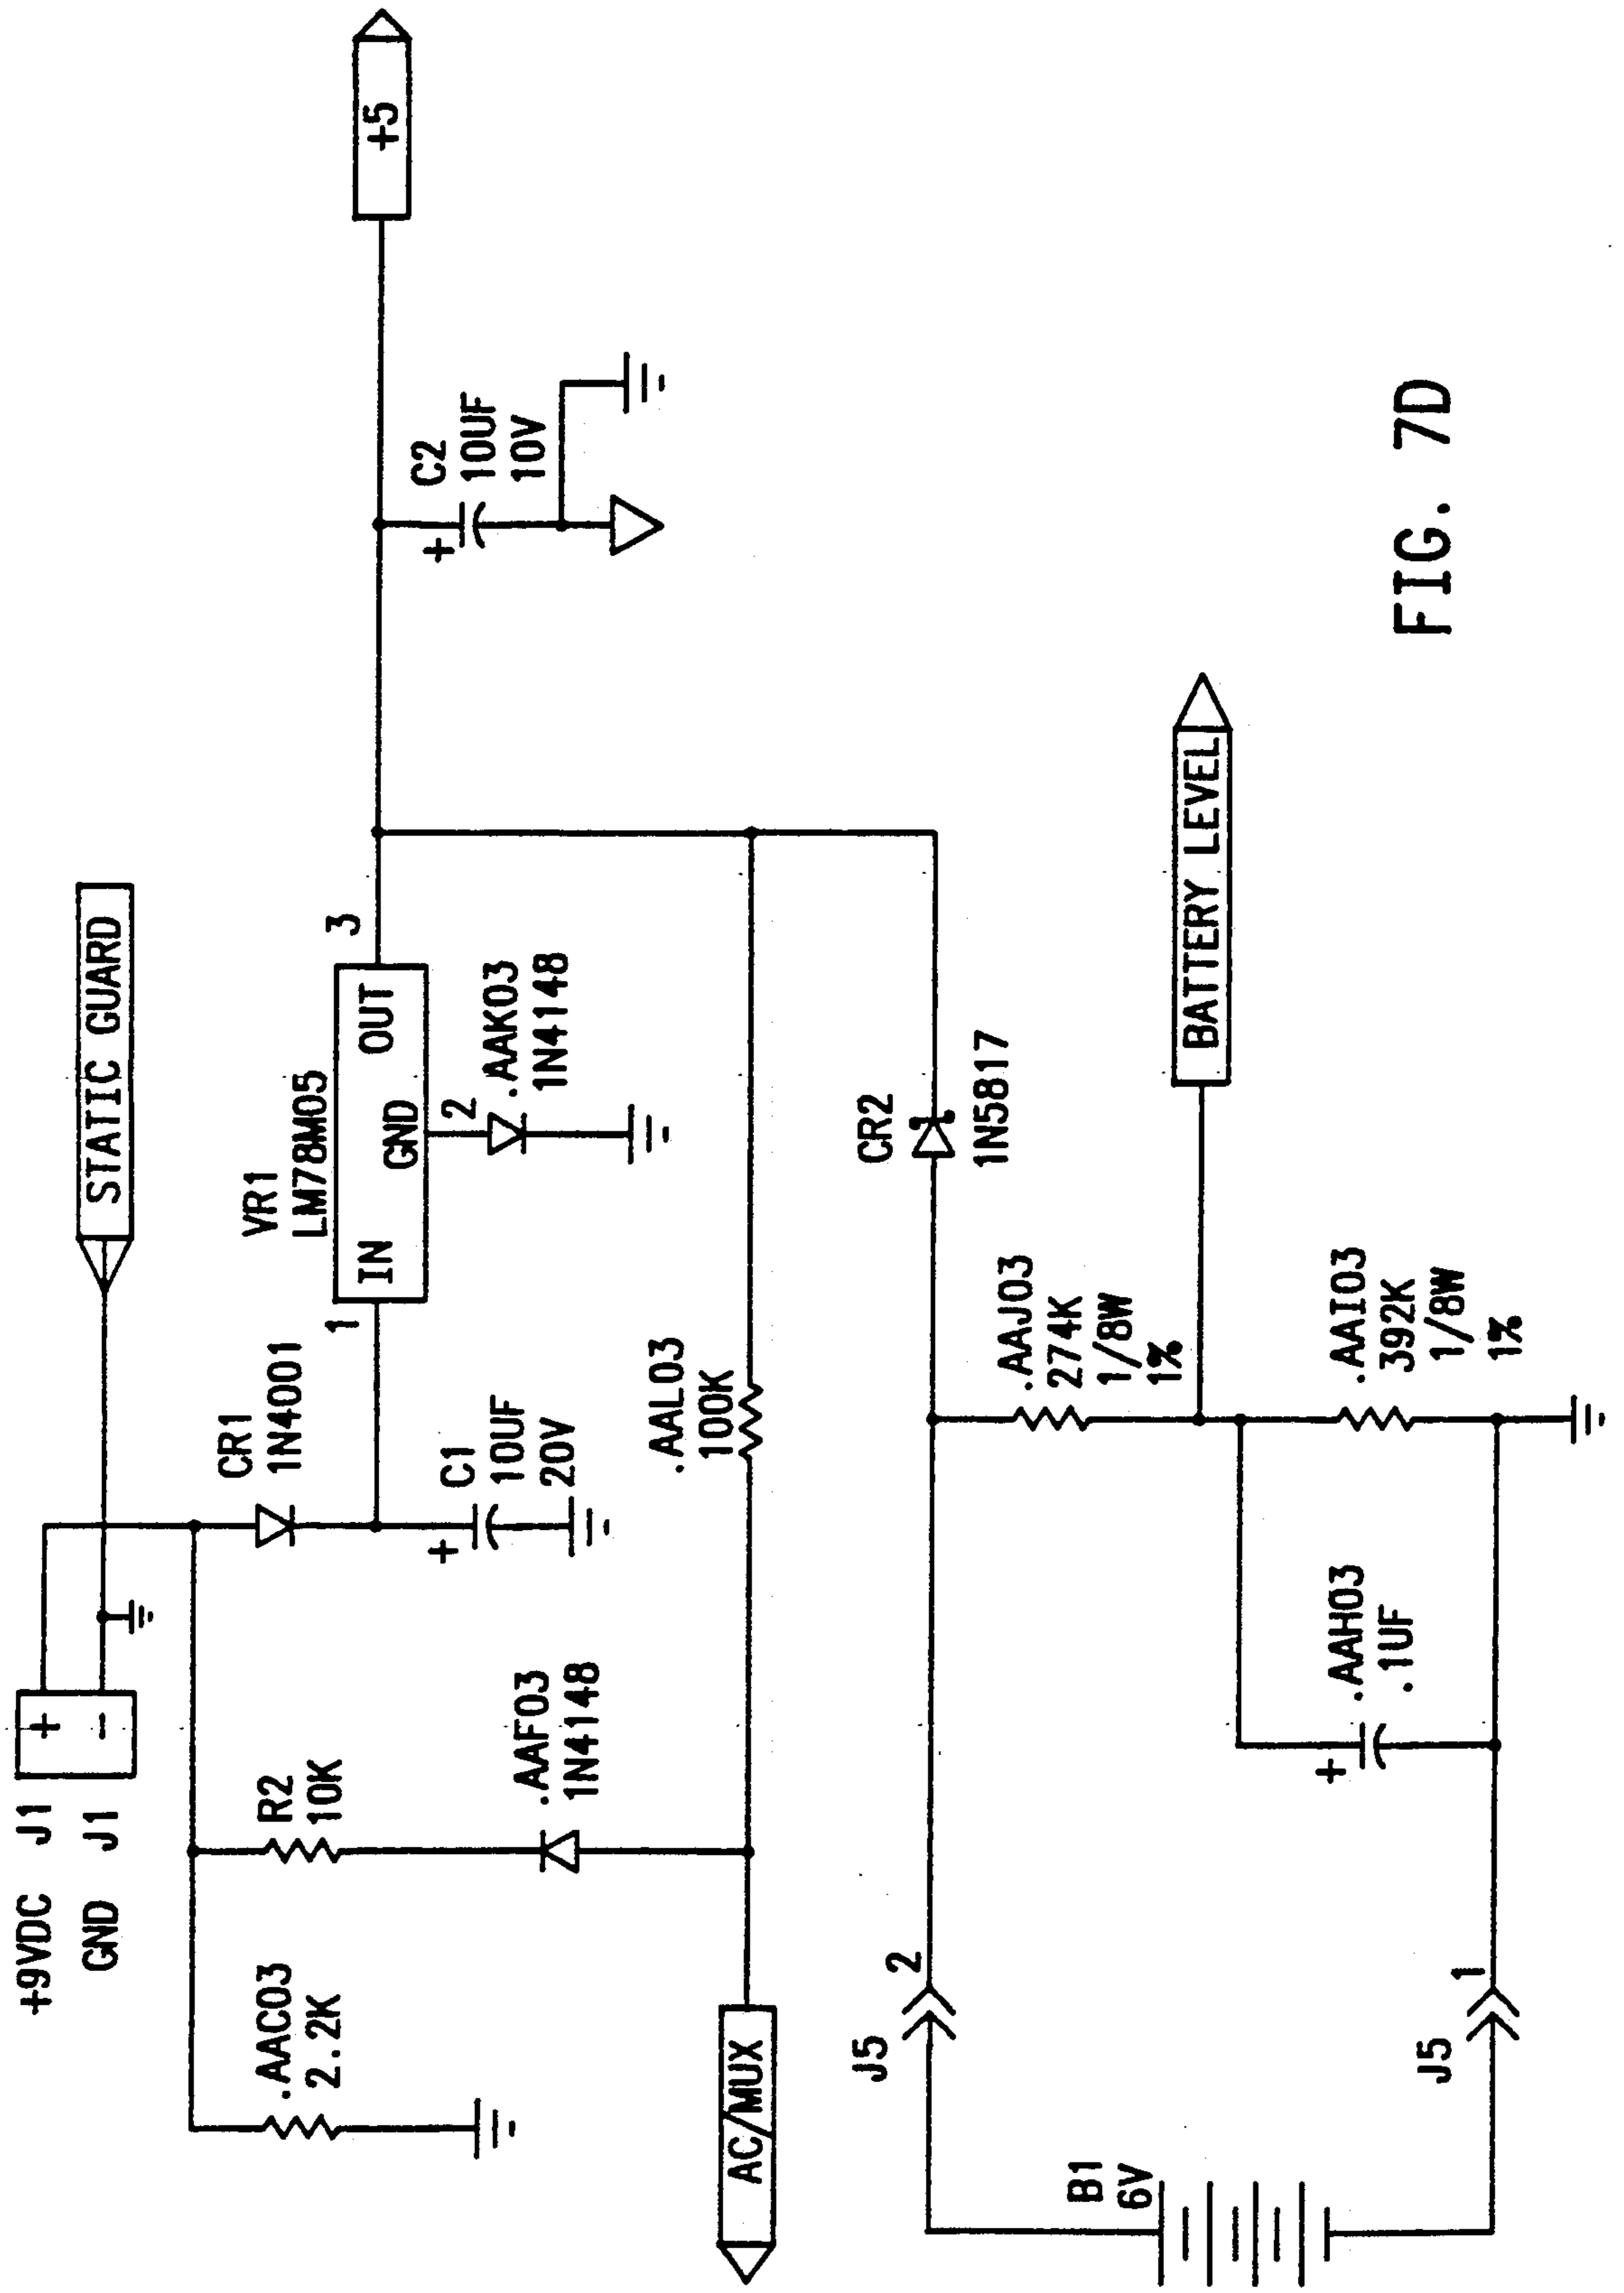 +9VDC J1 +
GND J1 -
STATIC GUARD
.AAC03
2.2K
R2
10K
CR1
1N4001
VR1
LM78M05
1
IN
OUT
GND
3
2
.AAK03
1N4148
+
C1
10UF
20V
.AAF03
1N4148
+5
+
C2
10UF
10V
.AAL03
100K
AC/MUX
J5
2
CR2
1N5817
B1
6V
.AAJ03
274K
1/8W
1%
BATTERY LEVEL
+
.AAH03
.1UF
.AAI03
392K
1/8W
1%
J5
1
FIG. 7D